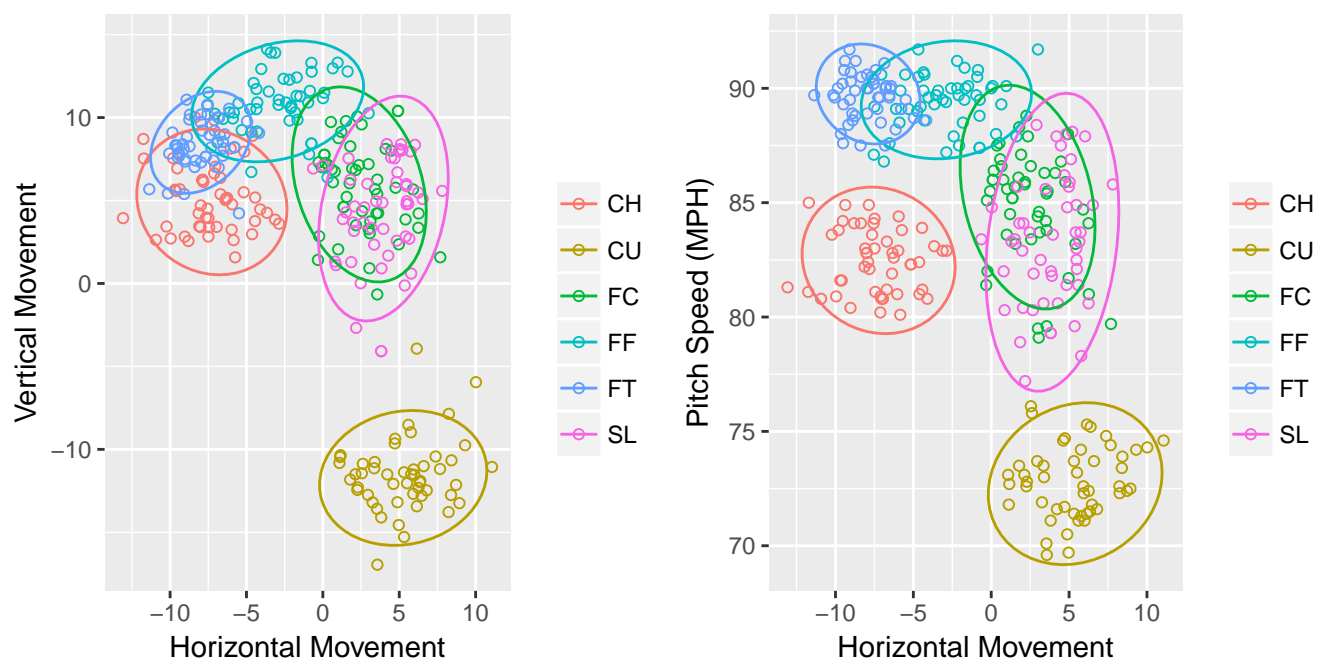 10
0
−10
−10
−5
0
5
10
Vertical Movement
Horizontal Movement
CH
CU
FC
FF
FT
SL
90
85
80
75
70
−10
−5
0
5
10
Pitch Speed (MPH)
Horizontal Movement
CH
CU
FC
FF
FT
SL